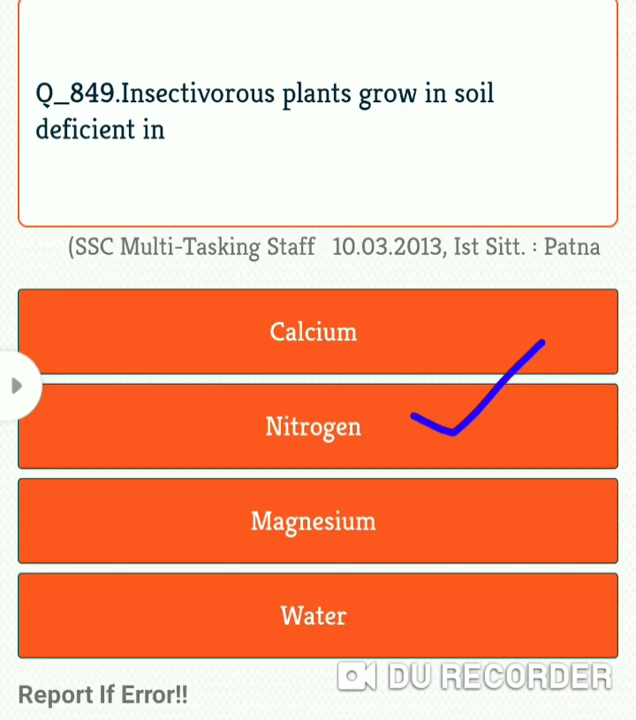 Q_849.Insectivorous plants grow in soil
deficient in
(SSC Multi-Tasking Staff 10.03.2013, Ist Sitt. : Patna
Calcium
Nitrogen
Magnesium
Water
DU RECORDER
Report If Error!!